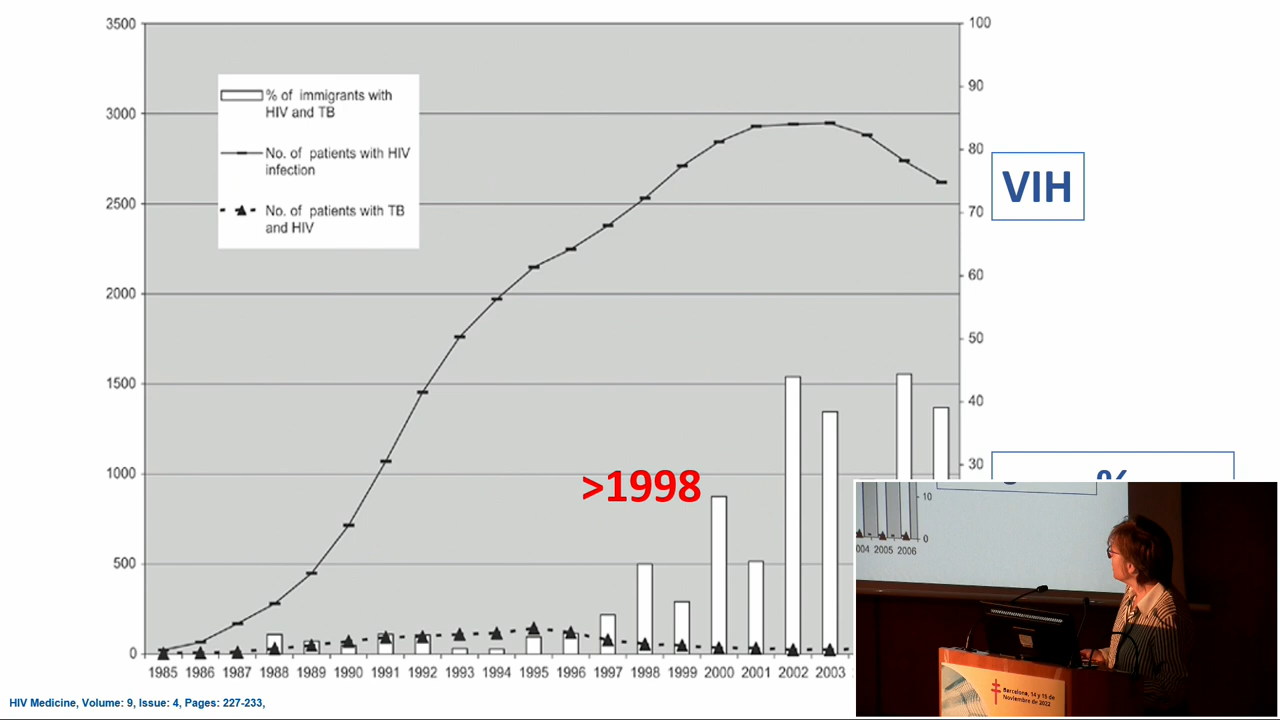 3500
3000
2500
2000
1500
1000
500
0
100
90
80
70
60
50
40
30
% of immigrants with
HIV and TB
No. of patients with HIV
infection
No. of patients with TB
and HIV
VIH
>1998
%
1985 1986 1987 1988 1989 1990 1991 1992 1993 1994 1995 1996 1997 1998 1999 2000 2001 2002 2003
HIV Medicine, Volume: 9, Issue: 4, Pages: 227-233,
10
0
004 2005 2006
Barcelona, 14 y 15 de
Noviembre de 2022